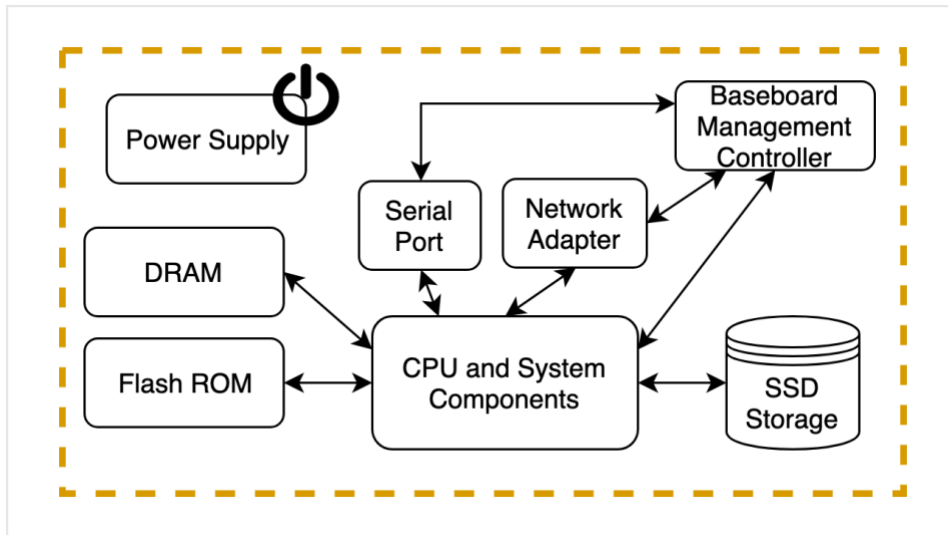 Power Supply
Baseboard
Management
Controller
Serial
Port
Network
Adapter
DRAM
Flash ROM
CPU and System
Components
SSD
Storage